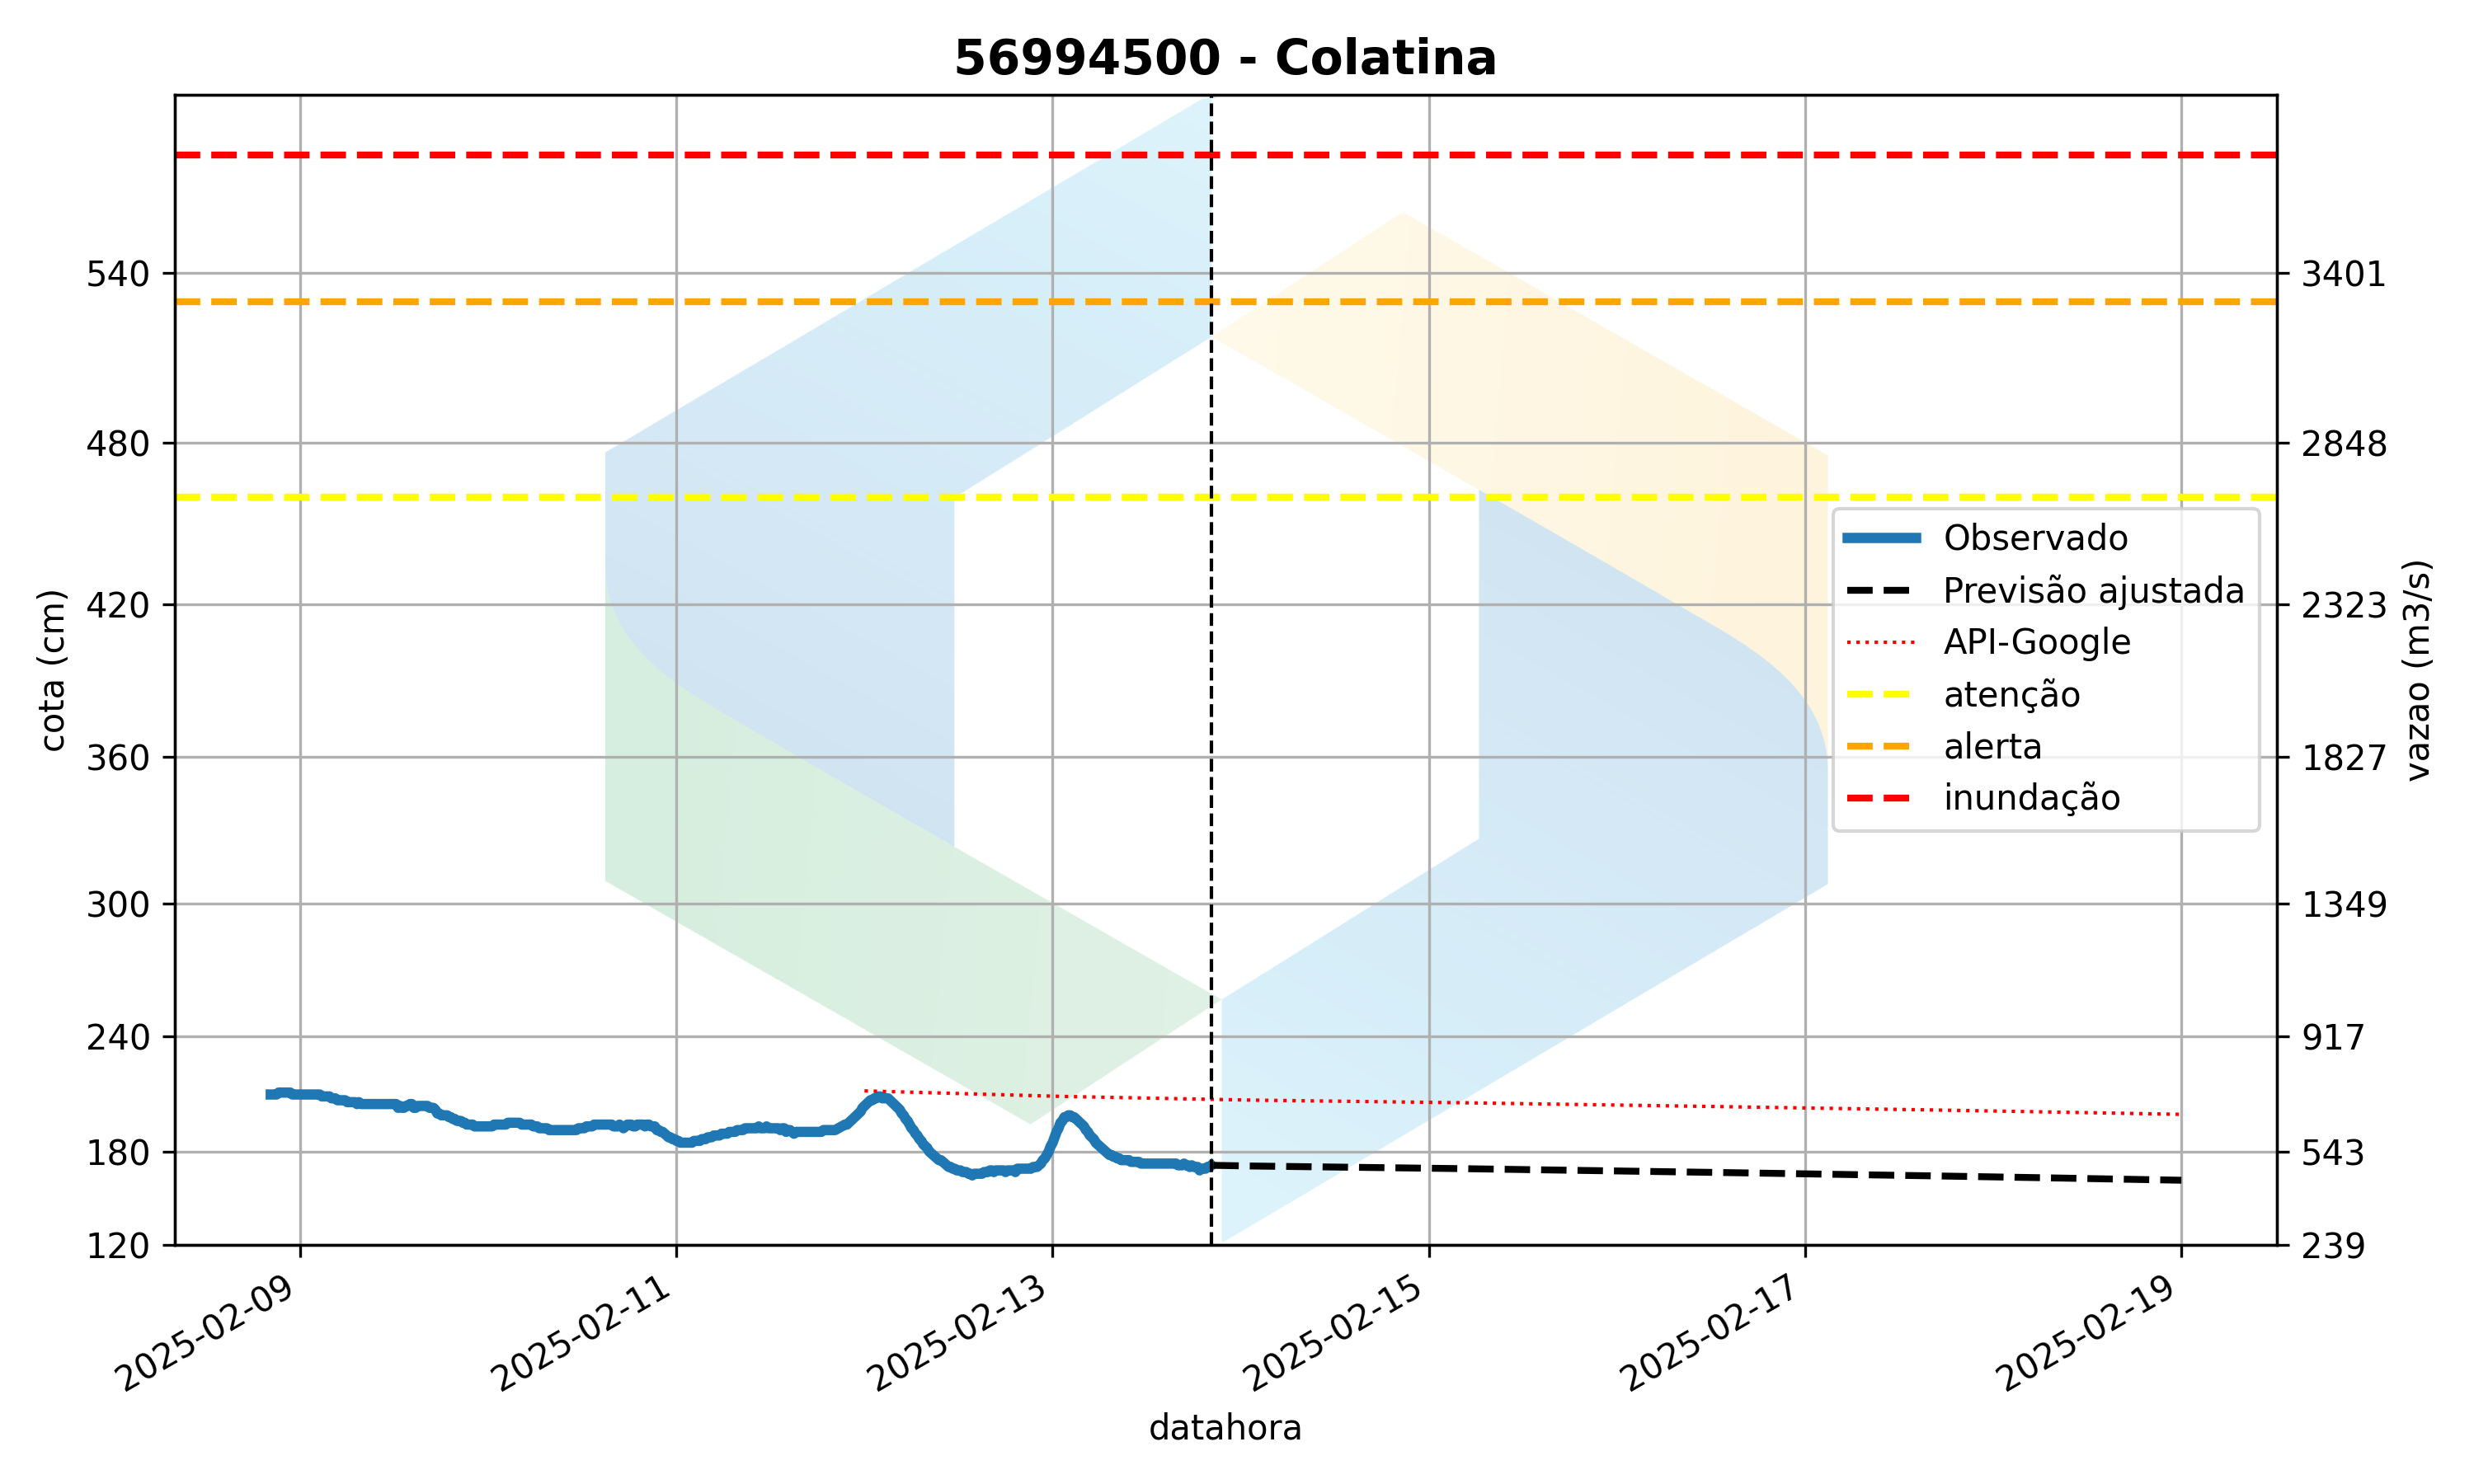 56994500 - Colatina
540
480
420
360
300
240
180
120
cota (cm)
3401
2848
2323
1827
1349
917
543
239
vazao (m3/s)
Observado
Previsão ajustada
API-Google
atenção
alerta
inundação
2025-02-09
2025-02-11
2025-02-13
2025-02-15
2025-02-17
2025-02-19
datahora